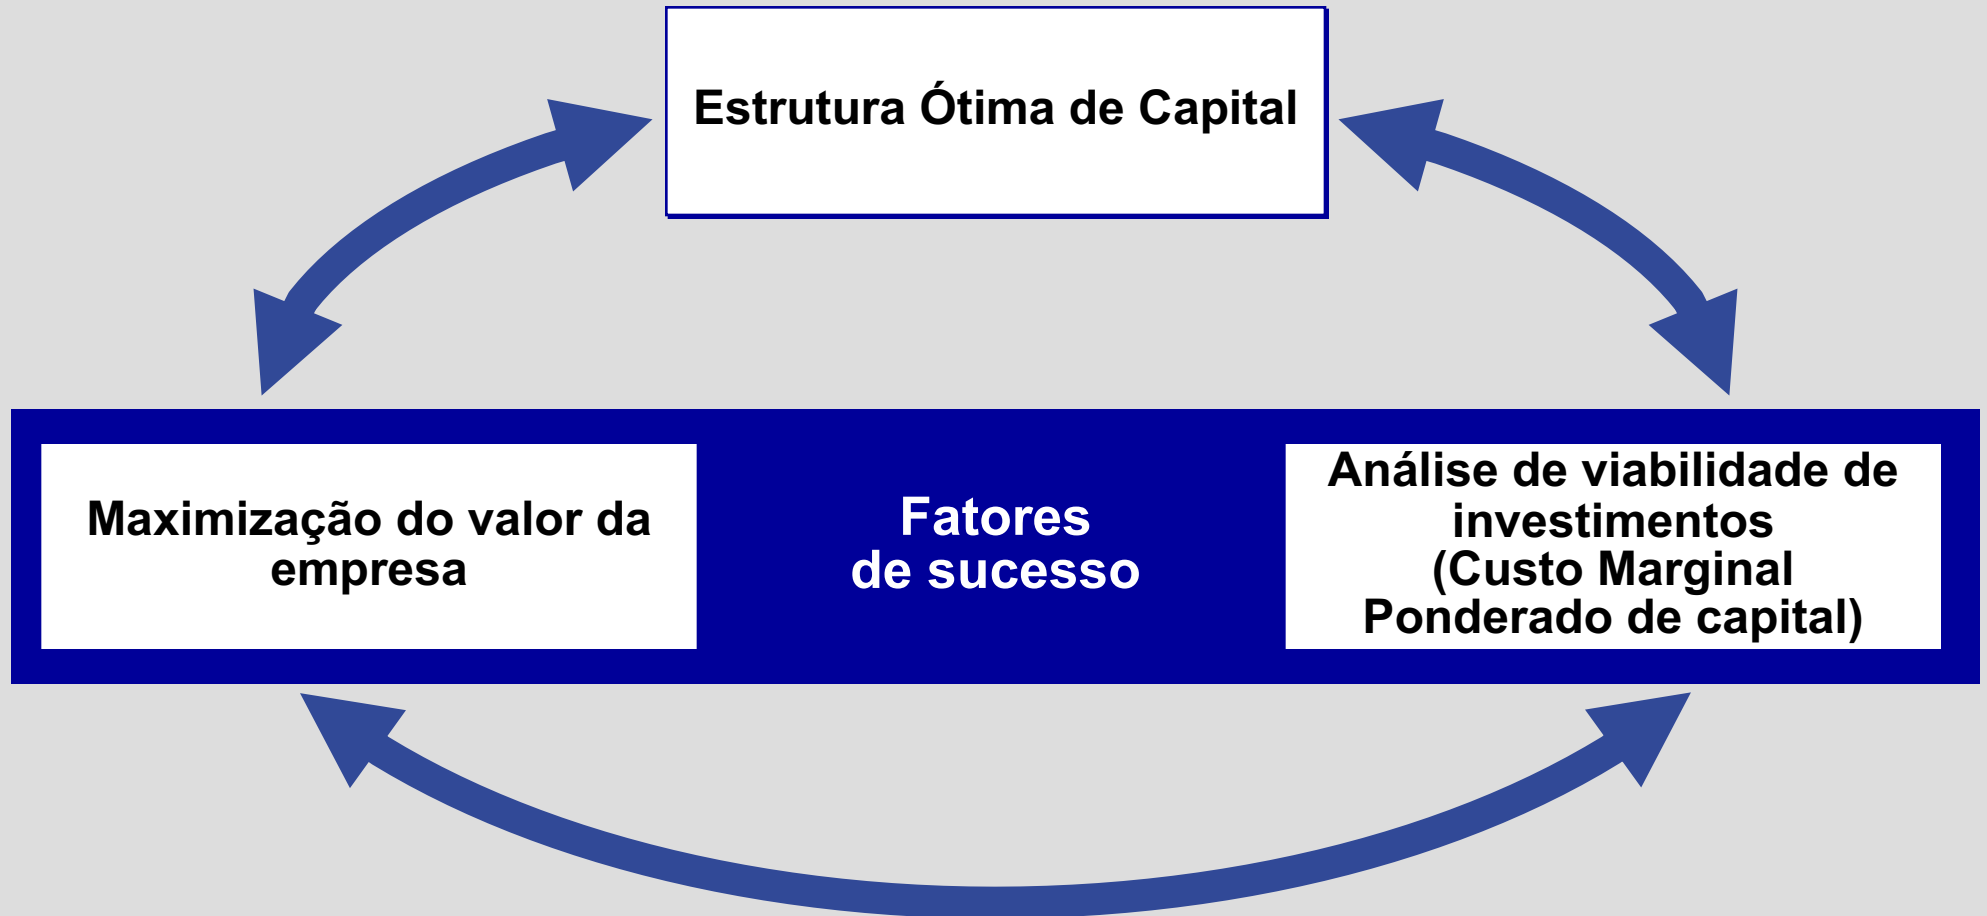 Estrutura Ótima de Capital
Maximização do valor da
empresa
Fatores
de sucesso
Análise de viabilidade de
investimentos
(Custo Marginal
Ponderado de capital)